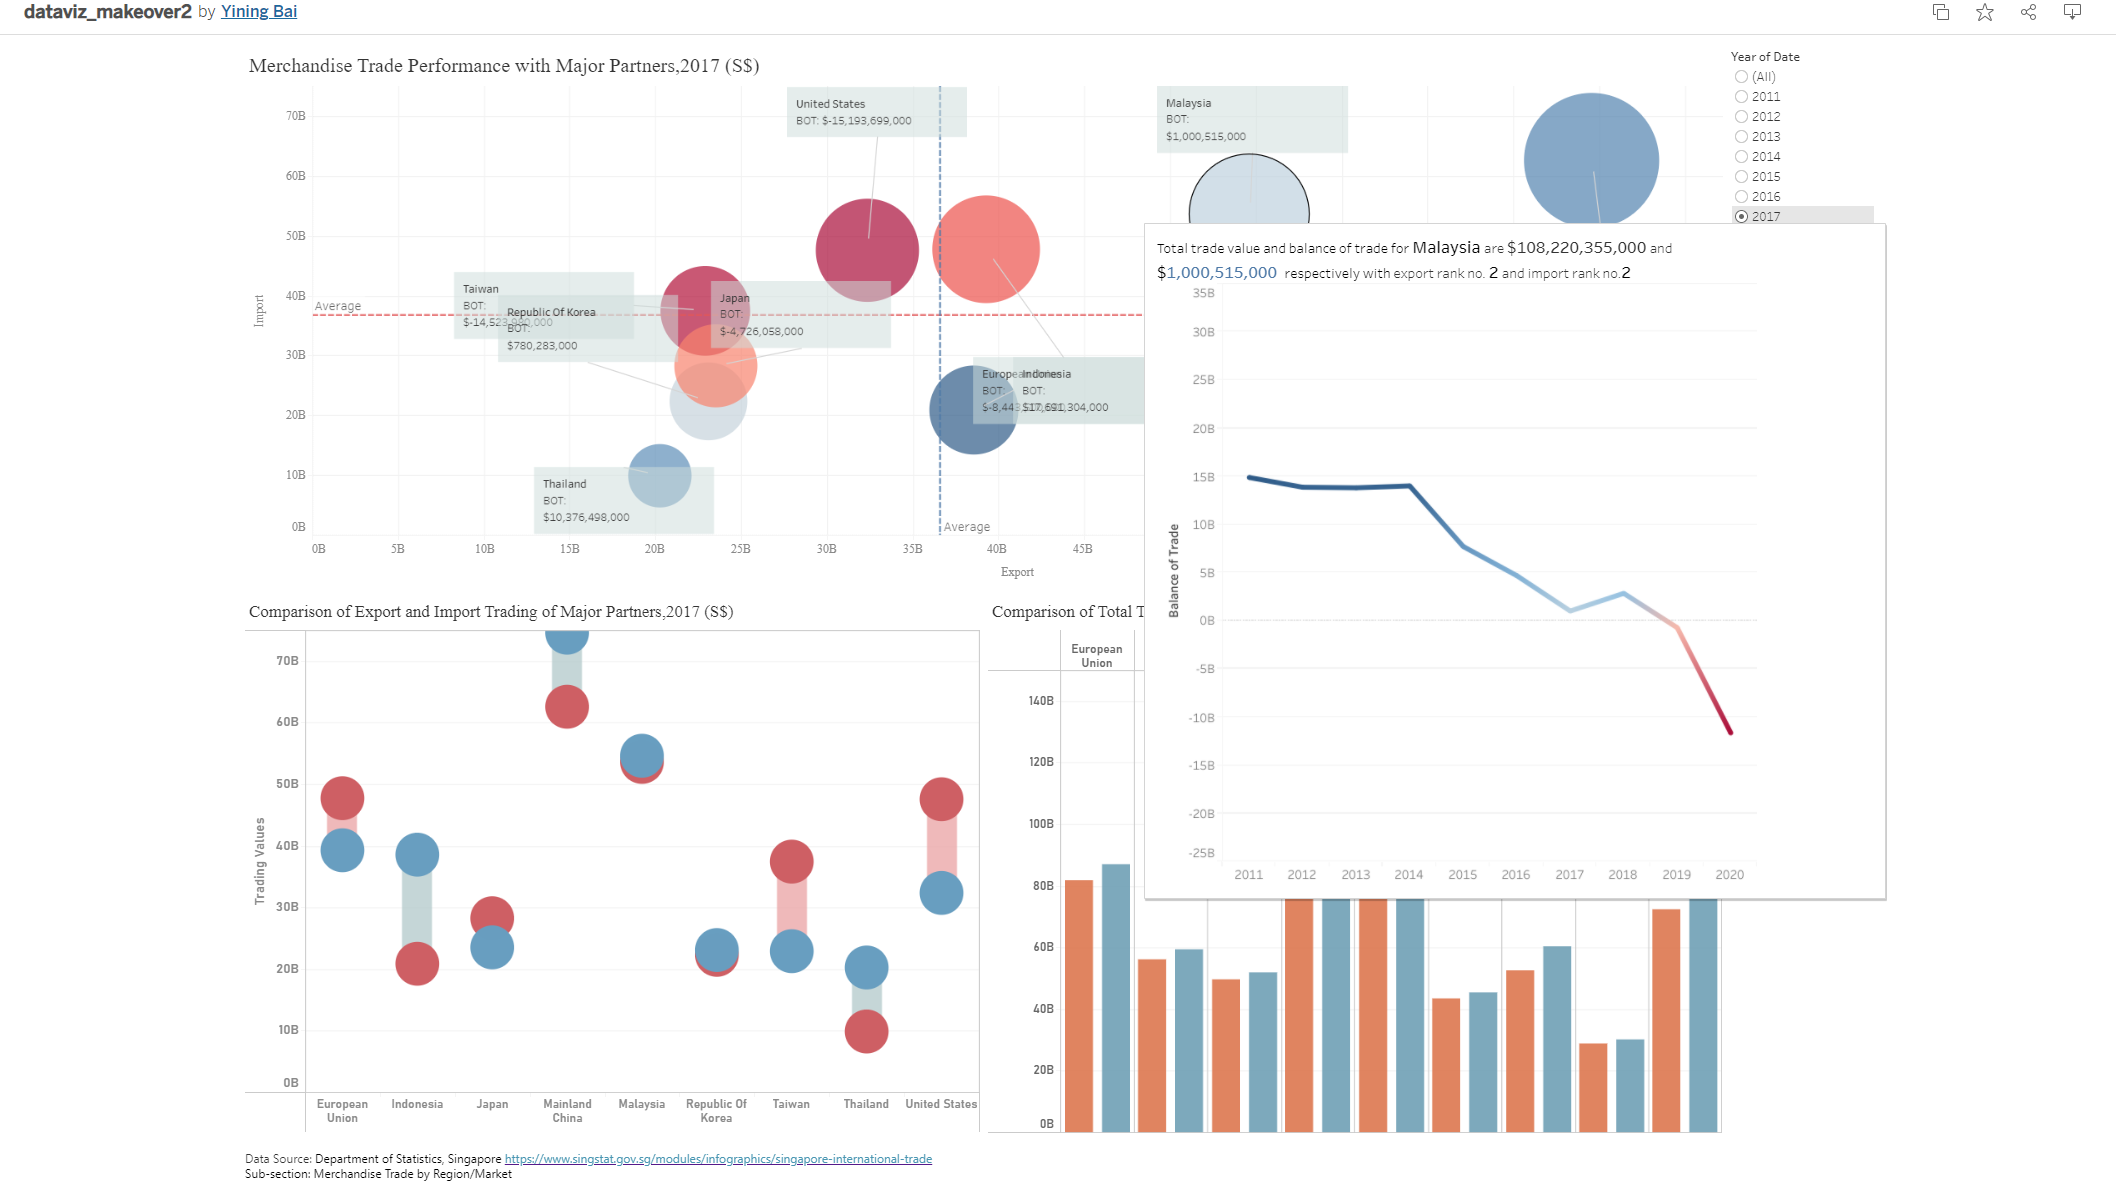 dataviz_makeover2 by Yining Bai
Merchandise Trade Performance with Major Partners,2017 (S$)
Year of Date
(All)
2011
2012
2013
2014
2015
2016
2017
Import
70B
60B
50B
40B
30B
20B
10B
0B
0B
5B
10B
15B
20B
25B
30B
35B
40B
45B
Export
Average
Average
United States
BOT: $-15,193,699,000
Malaysia
BOT:
$1,000,515,000
Taiwan
BOT:
Republic Of Korea
BOT:
$780,283,000
Japan
BOT:
$-4,726,058,000
Indonesia
BOT:
$17,691,304,000
BOT:
Thailand
BOT:
$10,376,498,000
Total trade value and balance of trade for Malaysia are $108,220,355,000 and
$1,000,515,000 respectively with export rank no. 2 and import rank no.2
Balance of Trade
35B
30B
25B
20B
15B
10B
5B
0B
-5B
-10B
-15B
-20B
-25B
2011
2012
2013
2014
2015
2016
2017
2018
2019
2020
Comparison of Export and Import Trading of Major Partners,2017 (S$)
Trading Values
70B
60B
50B
40B
30B
20B
10B
0B
European
Union
Indonesia
Japan
Mainland
China
Malaysia
Republic Of
Korea
Taiwan
Thailand
United States
Comparison of Total T
European
Union
140B
120B
100B
80B
60B
40B
20B
0B
Data Source: Department of Statistics, Singapore https://www.singstat.gov.sg/modules/infographics/singapore-international-trade
Sub-section: Merchandise Trade by Region/Market